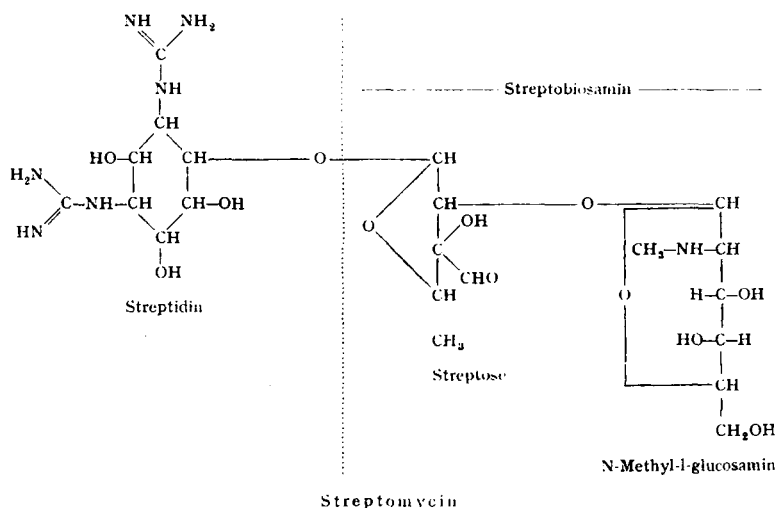 NH NH₂
C
NH
Streptobiosamin
CH
HO–CH CH–O–CH
H₂N
C–NH–CH CH–OH CH–O–CH
HN
OH
O C CH₃–NH–CH
CH
OH CHO
CH O H–C–OH
Streptidin
CH₃ HO–C–H
Streptose
CH
CH₂OH
N-Methyl-l-glucosamin
Streptomycin